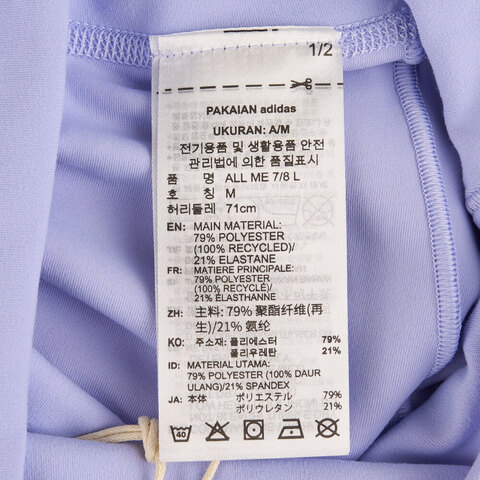 1/2
PAKAIAN adidas
UKURAN: A/M
전기용품 및 생활용품 안전
관리법에 의한 품질표시
품 명 ALL ME 7/8 L
호 칭 M
허리둘레 71cm
EN: MAIN MATERIAL:
79% POLYESTER
(100% RECYCLED)/
21% ELASTANE
FR: MATIERE PRINCIPALE:
79% POLYESTER
(100% RECYCLÉ)/
21% ÉLASTHANNE
ZH: 主料: 79% 聚酯纤维(再
生)/21% 氨纶
KO: 주소재: 폴리에스터 79%
폴리우레탄 21%
ID: MATERIAL UTAMA:
79% POLYESTER (100% DAUR
ULANG)/21% SPANDEX
JA: 本体 ポリエステル 79%
ポリウレタン 21%
40